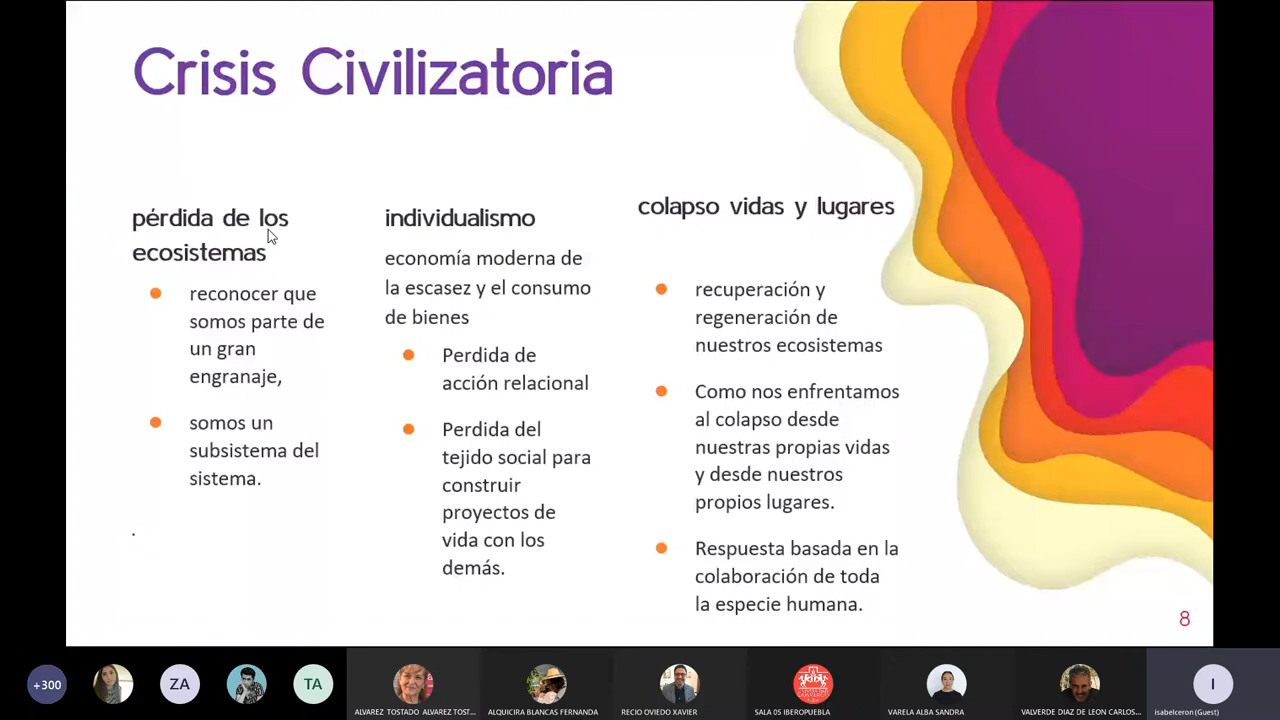 Crisis Civilizatoria
pérdida de los
ecosistemas
reconocer que
somos parte de
un gran
engranaje,
somos un
subsistema del
sistema.
.
individualismo
economía moderna de
la escasez y el consumo
de bienes
Perdida de
acción relacional
Perdida del
tejido social para
construir
proyectos de
vida con los
demás.
colapso vidas y lugares
recuperación y
regeneración de
nuestros ecosistemas
Como nos enfrentamos
al colapso desde
nuestras propias vidas
y desde nuestros
propios lugares.
Respuesta basada en la
colaboración de toda
la especie humana.
8
+300
ZA
TA
ALVAREZ TOSTADO ALVAREZ TOST...
ALQUICIRA BLANCAS FERNANDA
RECIO OVIEDO XAVIER
SALA 05 IBEROPUEBLA
VARELA ALBA SANDRA
VALVERDE DIAZ DE LEON CARLOS...
I
isabelceron (Guest)